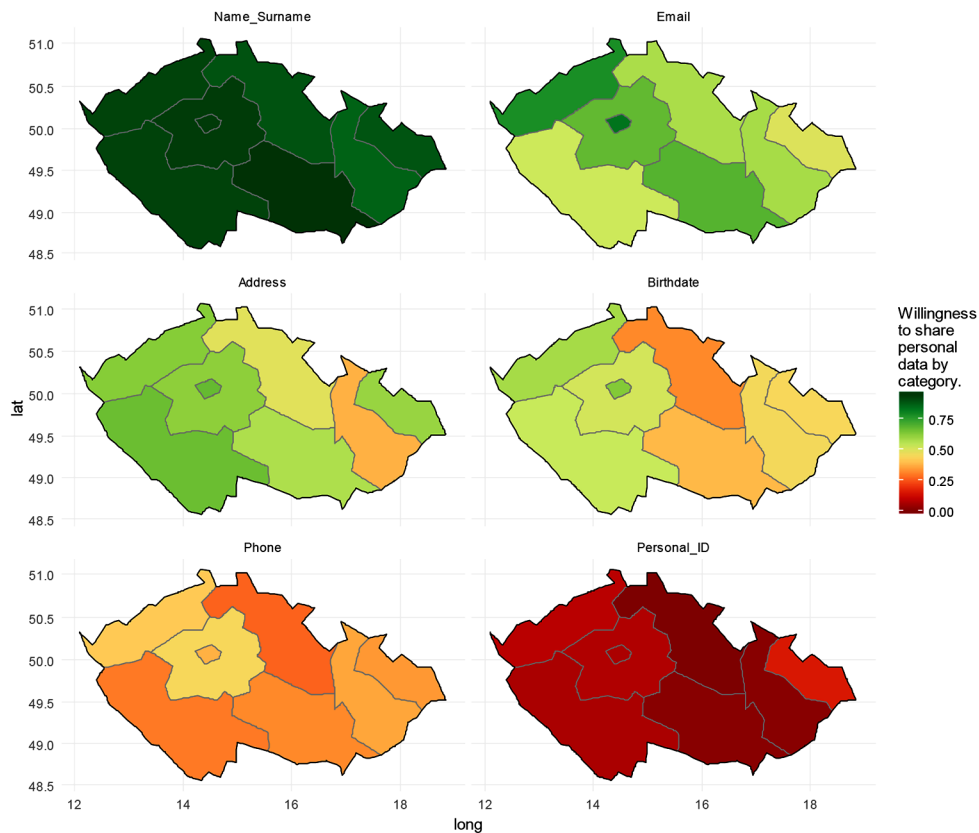 Name_Surname
Email
51.0
50.5
50.0
49.5
49.0
48.5
Address
Birthdate
51.0
50.5
50.0
49.5
49.0
48.5
lat
Willingness
to share
personal
data by
category.
0.75
0.50
0.25
0.00
Phone
Personal_ID
51.0
50.5
50.0
49.5
49.0
48.5
12 14 16 18 12 14 16 18
long